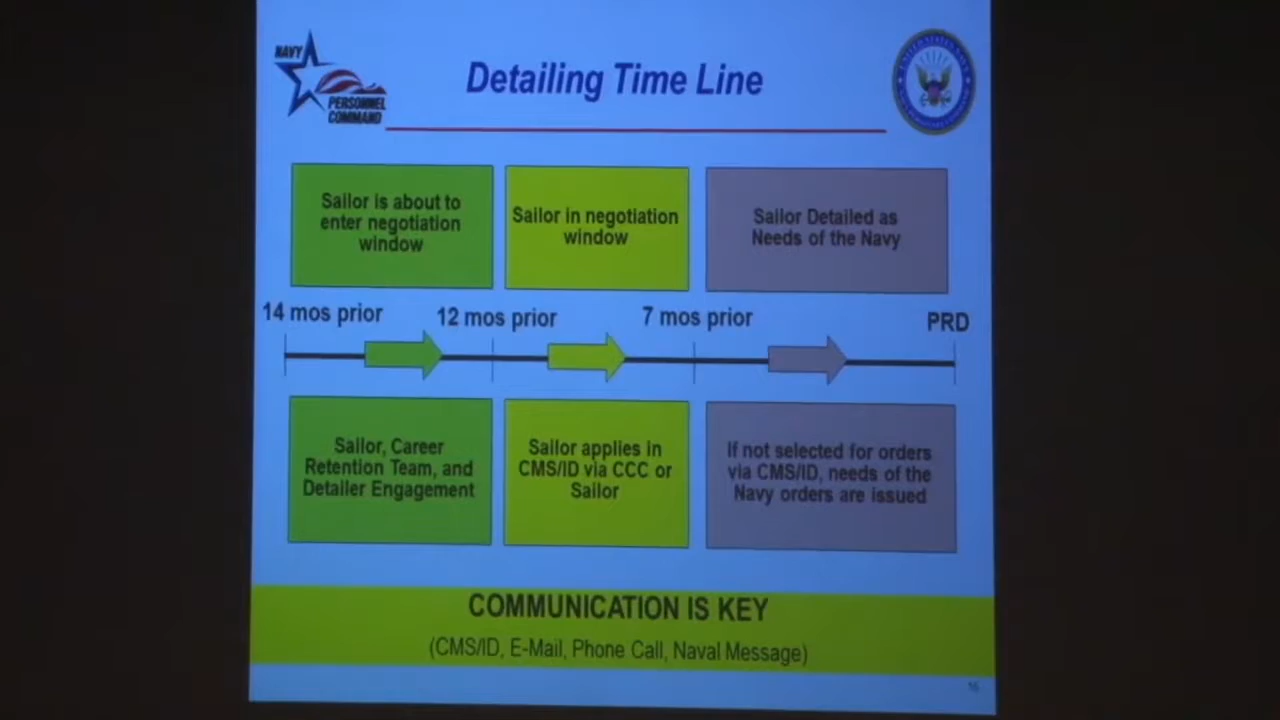 NAVY
PERSONNEL
COMMAND
Detailing Time Line
Sailor is about to
enter negotiation
window
Sailor in negotiation
window
Sailor Detailed as
Needs of the Navy
14 mos prior
12 mos prior
7 mos prior
PRD
Sailor, Career
Retention Team, and
Detailer Engagement
Sailor applies in
CMS/ID via CCC or
Sailor
If not selected for orders
via CMS/ID, needs of the
Navy orders are issued
COMMUNICATION IS KEY
(CMS/ID, E-Mail, Phone Call, Naval Message)